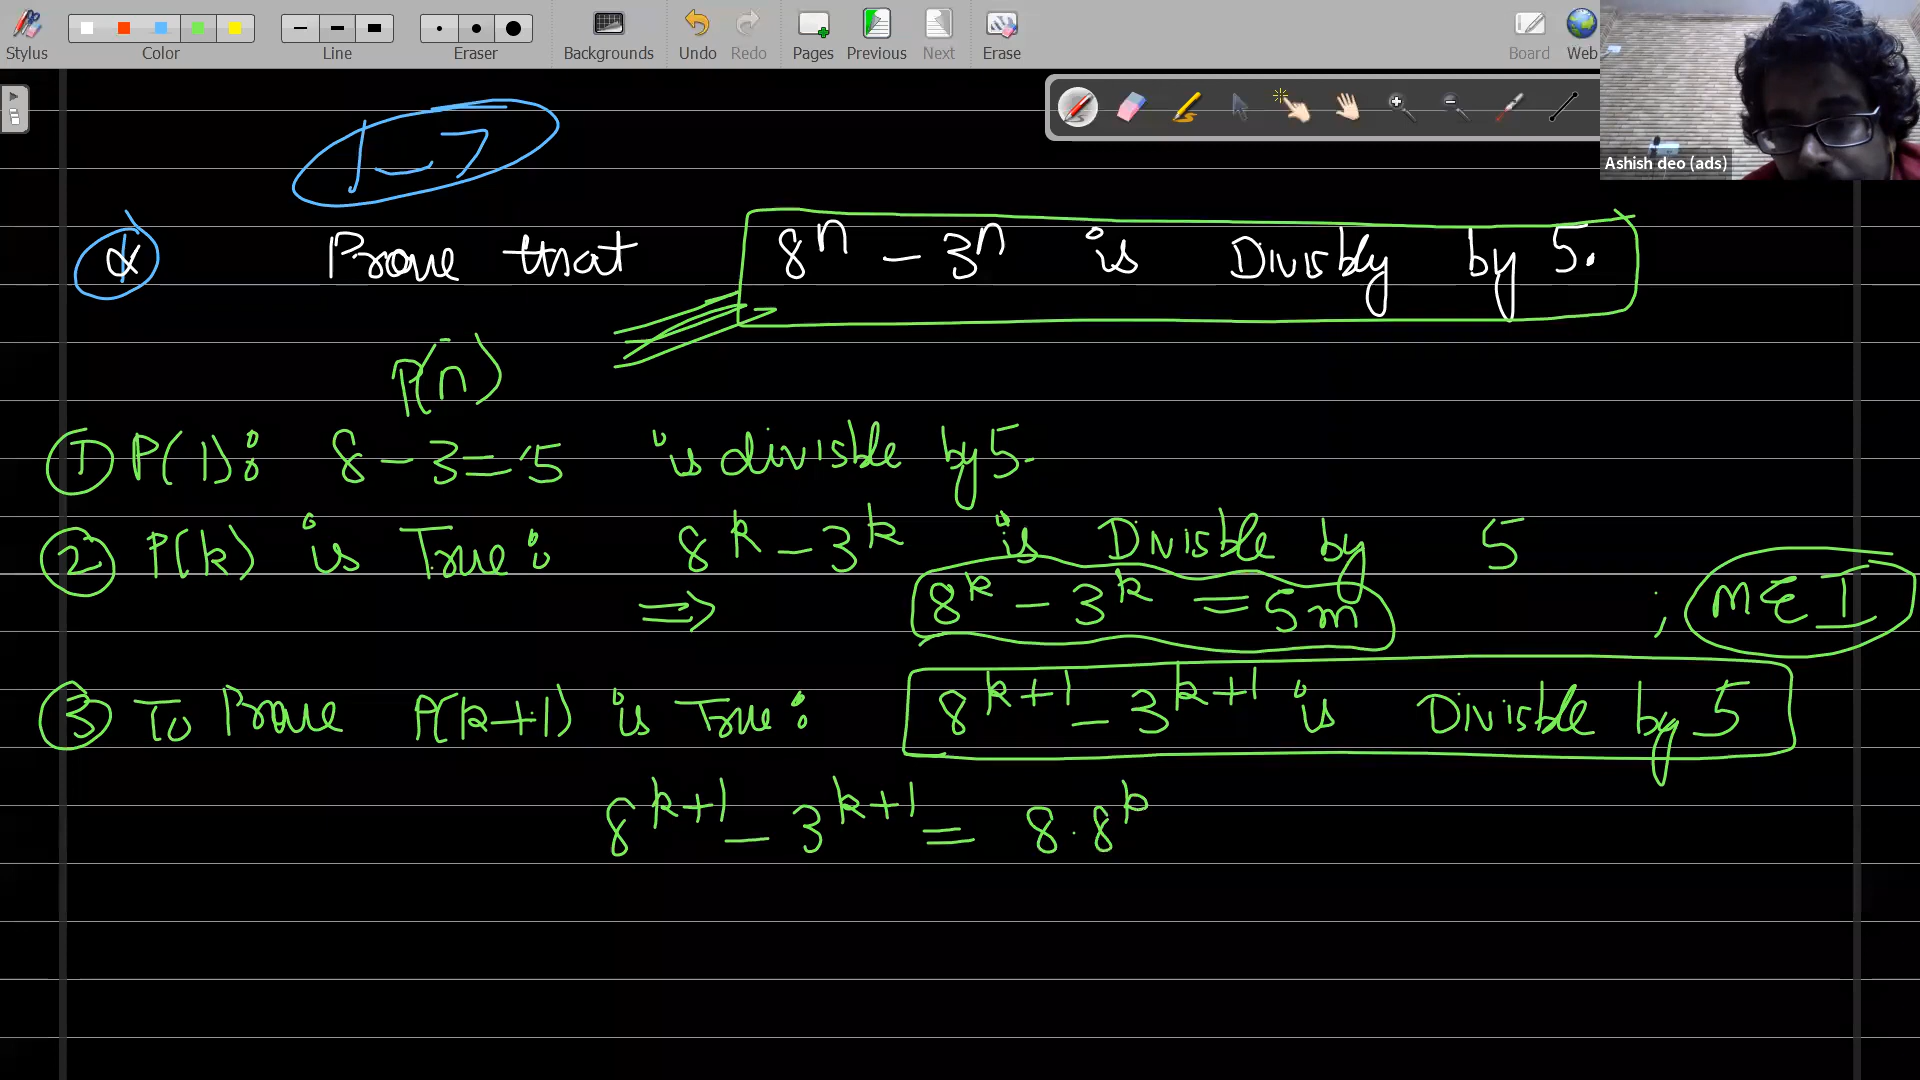 Stylus Color Line Eraser Backgrounds Undo Redo Pages Previous Next Erase Board Web
Ashish deo (ads)
1-7
Prove that 8^n - 3^n is Divisbly by 5.
P(n)
① P(1): 8 - 3 = 5 is divisble by 5.
② P(k) is True: 8^k - 3^k is Divisble by 5
⇒ 8^k - 3^k = 5m ; m ∈ I
③ To Prove P(k+1) is True: 8^{k+1} - 3^{k+1} is Divisble by 5
8^{k+1} - 3^{k+1} = 8·8^k